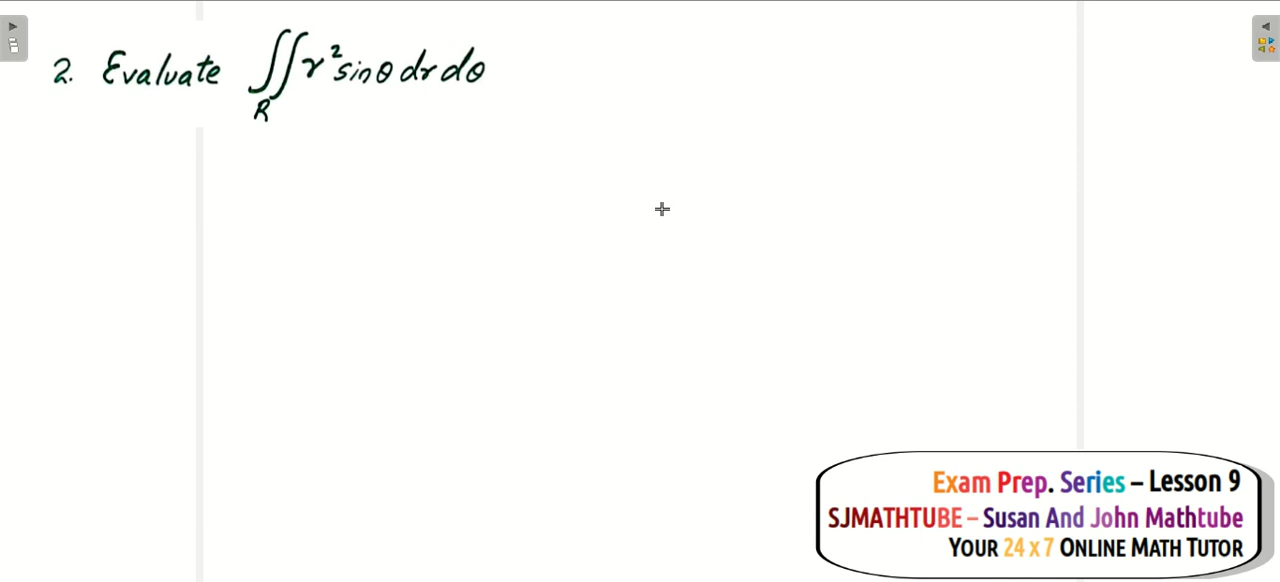 2. Evaluate ∬_R r² sinθ dr dθ
Exam Prep. Series – Lesson 9
SJMATHTUBE – Susan And John Mathtube
YOUR 24 x 7 ONLINE MATH TUTOR